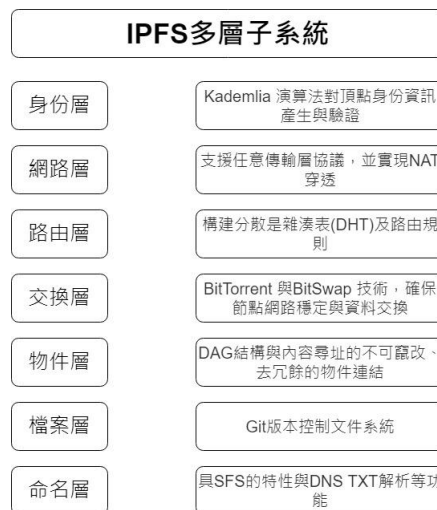 IPFS多層子系統
身份層
Kademlia 演算法對頂點身份資訊
產生與驗證
網路層
支援任意傳輸層協議，並實現NAT
穿透
路由層
構建分散是雜湊表(DHT)及路由規
則
交換層
BitTorrent 與BitSwap 技術，確保
節點網路穩定與資料交換
物件層
DAG結構與內容尋址的不可竄改、
去冗餘的物件連結
檔案層
Git版本控制文件系統
命名層
具SFS的特性與DNS TXT解析等功
能